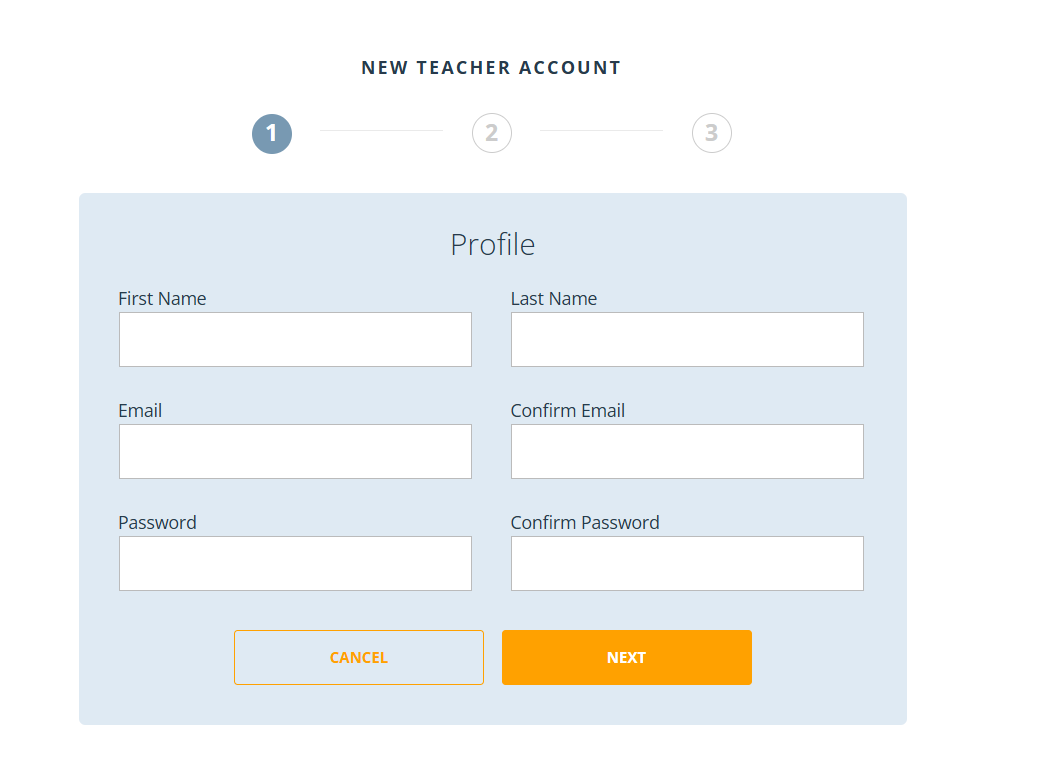 NEW TEACHER ACCOUNT
1 2 3
Profile
First Name Last Name
Email Confirm Email
Password Confirm Password
CANCEL NEXT